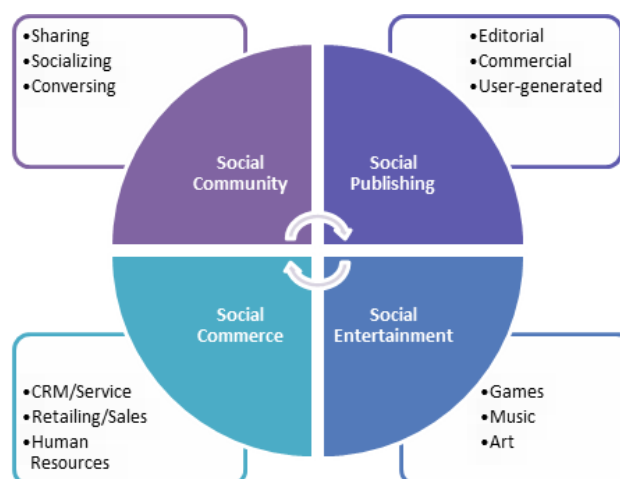 •Sharing
•Socializing
•Conversing
•Editorial
•Commercial
•User-generated
Social
Community
Social
Publishing
Social
Commerce
Social
Entertainment
•CRM/Service
•Retailing/Sales
•Human
Resources
•Games
•Music
•Art